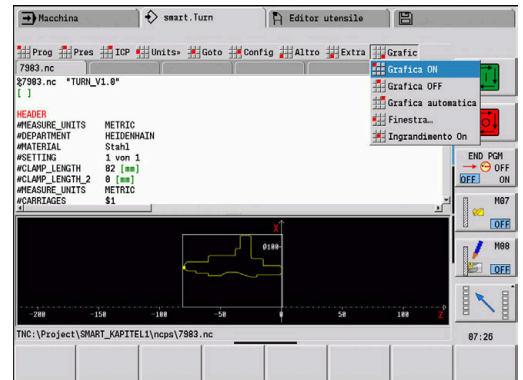 Macchina
smart.Turn
Editor utensile
Prog Pres ICP Units» Goto Config Altro Extra Grafic
7983.nc
Grafica ON
Grafica OFF
Grafica automatica
Finestra…
Ingrandimento On
%7983.nc "TURN_V1.0"
[ ]
HEADER
#MEASURE_UNITS METRIC
#DEPARTMENT HEIDENHAIN
#MATERIAL Stahl
#SETTING 1 von 1
#CLAMP_LENGTH 82 [mm]
#CLAMP_LENGTH_2 0 [mm]
#MEASURE_UNITS METRIC
#CARRIAGES $1
END PGM
OFF
OFF ON
M07
OFF
M08
OFF
X
Ø100
-200 -150 -100 -50 0 50 100 Z
TNC:\Project\SMART_KAPITEL1\ncps\7983.nc
07:26